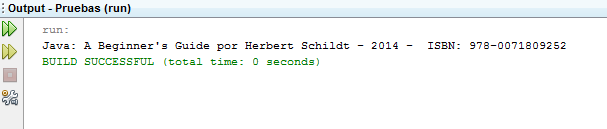 Output - Pruebas (run)
run:
Java: A Beginner's Guide por Herbert Schildt - 2014 -  ISBN: 978-0071809252
BUILD SUCCESSFUL (total time: 0 seconds)